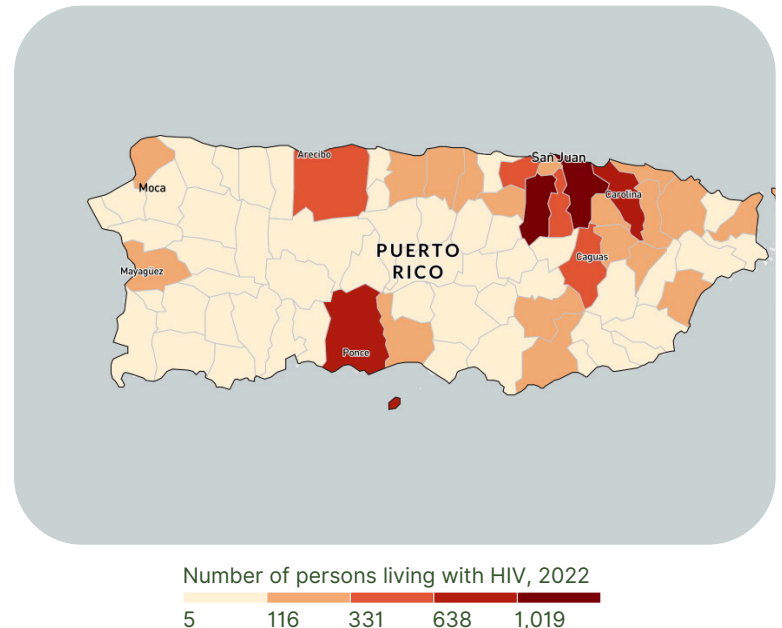 San Juan
Arecibo
Moca
Carolina
PUERTO
RICO
Caguas
Mayaguez
Ponce
Number of persons living with HIV, 2022
5 116 331 638 1,019